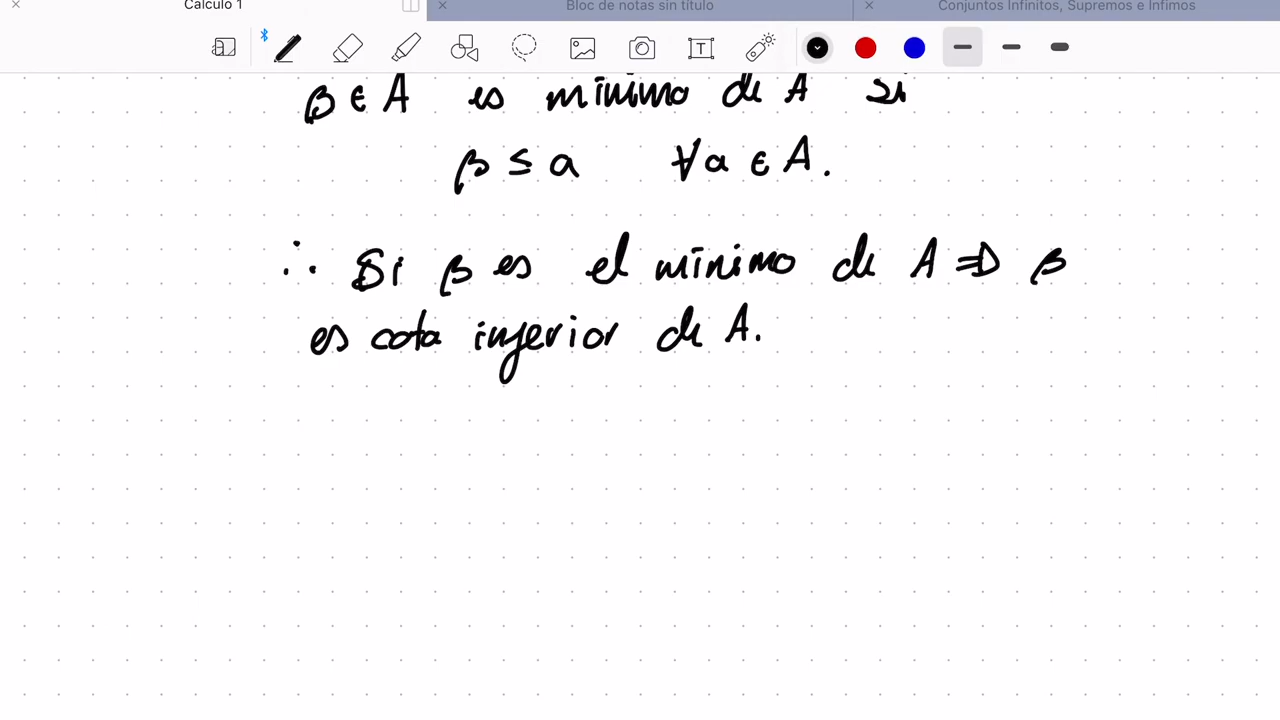 Calculo 1
Bloc de notas sin título
Conjuntos Infinitos, Supremos e Infimos
β ∈ A es mínimo de A si
β ≤ a ∀a ∈ A.
∴ Si β es el mínimo de A ⇒ β
es cota inferior de A.